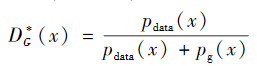 D*_G(x) = p_data(x) / (p_data(x) + p_g(x))